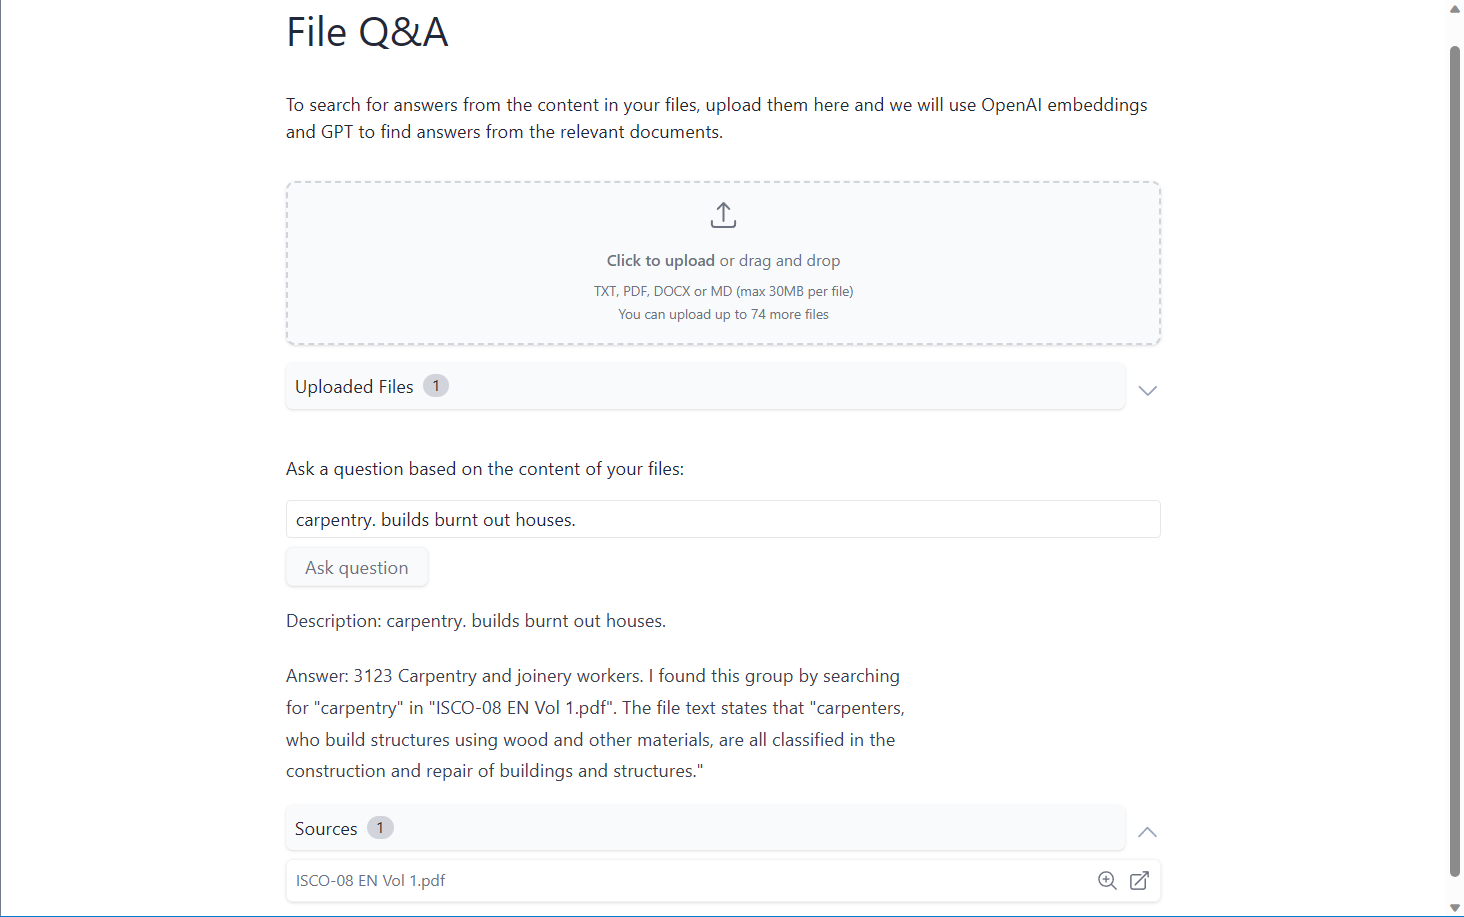 File Q&A
To search for answers from the content in your files, upload them here and we will use OpenAI embeddings
and GPT to find answers from the relevant documents.
Click to upload or drag and drop
TXT, PDF, DOCX or MD (max 30MB per file)
You can upload up to 74 more files
Uploaded Files 1
Ask a question based on the content of your files:
carpentry. builds burnt out houses.
Ask question
Description: carpentry. builds burnt out houses.
Answer: 3123 Carpentry and joinery workers. I found this group by searching
for "carpentry" in "ISCO-08 EN Vol 1.pdf". The file text states that "carpenters,
who build structures using wood and other materials, are all classified in the
construction and repair of buildings and structures."
Sources 1
ISCO-08 EN Vol 1.pdf